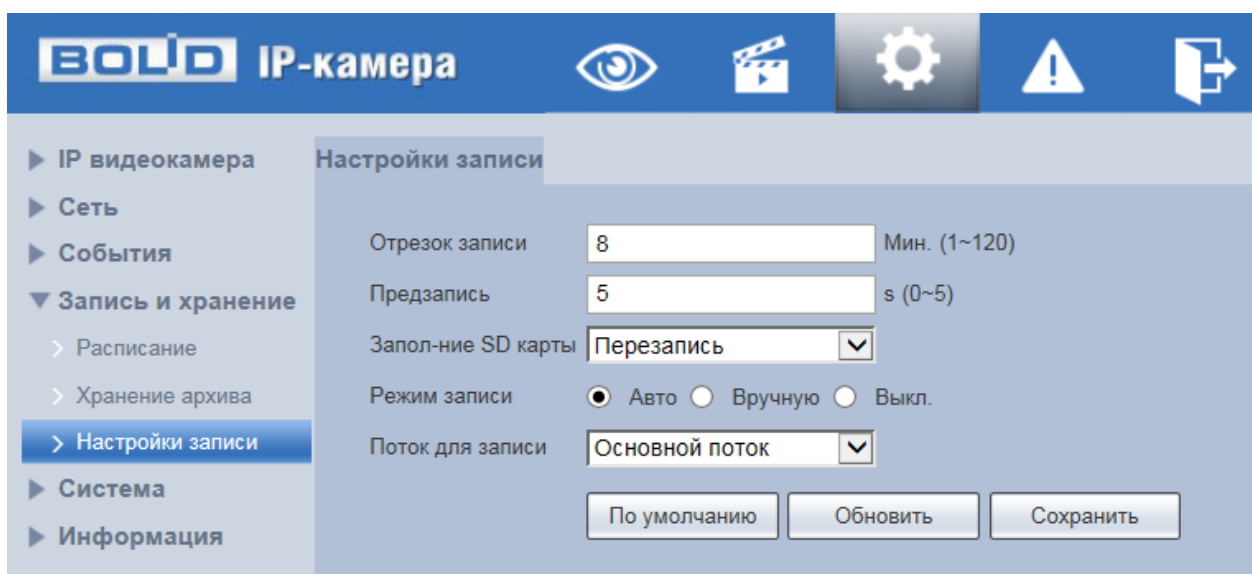 BOLID IP-камера
IP видеокамера
Сеть
События
Запись и хранение
Расписание
Хранение архива
Настройки записи
Система
Информация
Настройки записи
Отрезок записи 8 Мин. (1~120)
Предзапись 5 s (0~5)
Запол-ние SD карты Перезапись
Режим записи Авто Вручную Выкл.
Поток для записи Основной поток
По умолчанию Обновить Сохранить